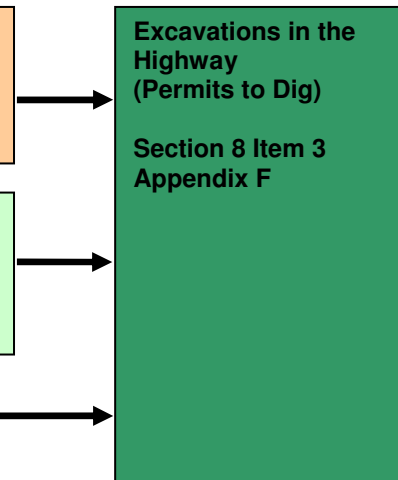 Excavations in the
Highway
(Permits to Dig)
Section 8 Item 3
Appendix F